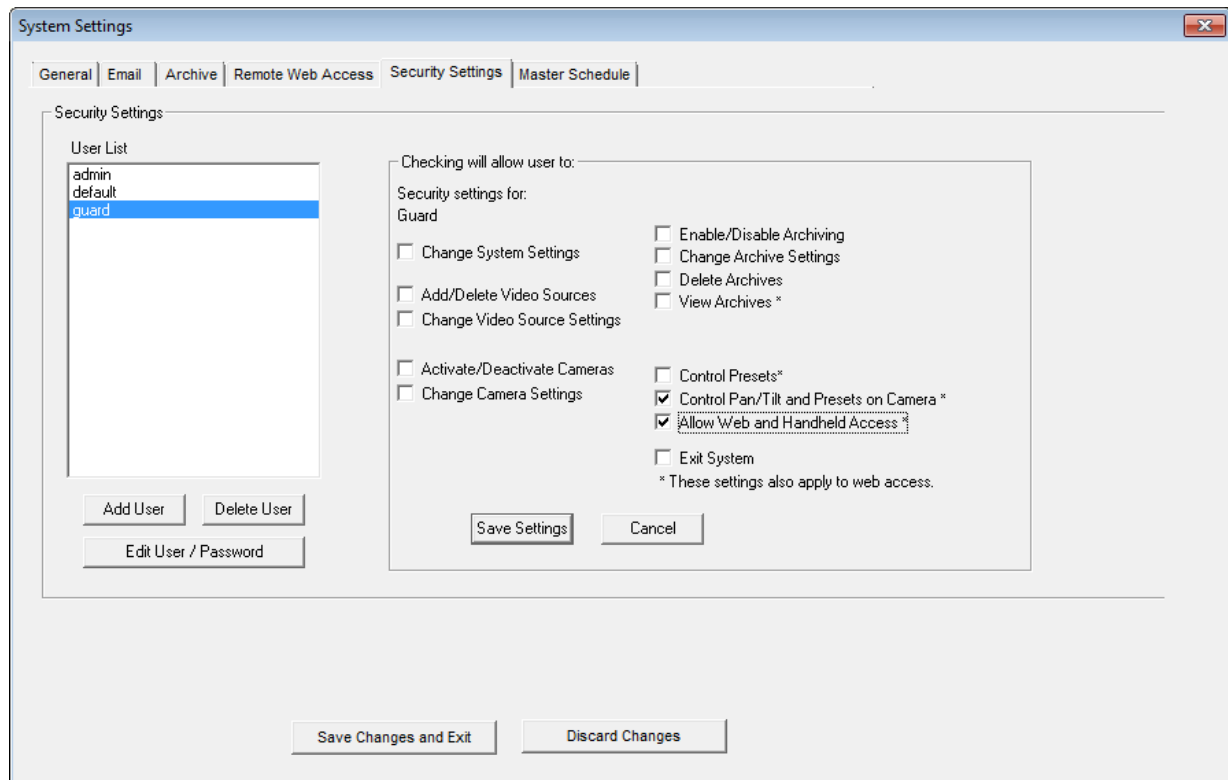 System Settings
General
Email
Archive
Remote Web Access
Security Settings
Master Schedule
Security Settings
User List
admin
default
guard
Add User
Delete User
Edit User / Password
Checking will allow user to:
Security settings for:
Guard
Change System Settings
Add/Delete Video Sources
Change Video Source Settings
Activate/Deactivate Cameras
Change Camera Settings
Enable/Disable Archiving
Change Archive Settings
Delete Archives
View Archives *
Control Presets*
Control Pan/Tilt and Presets on Camera *
Allow Web and Handheld Access *
Exit System
* These settings also apply to web access.
Save Settings
Cancel
Save Changes and Exit
Discard Changes